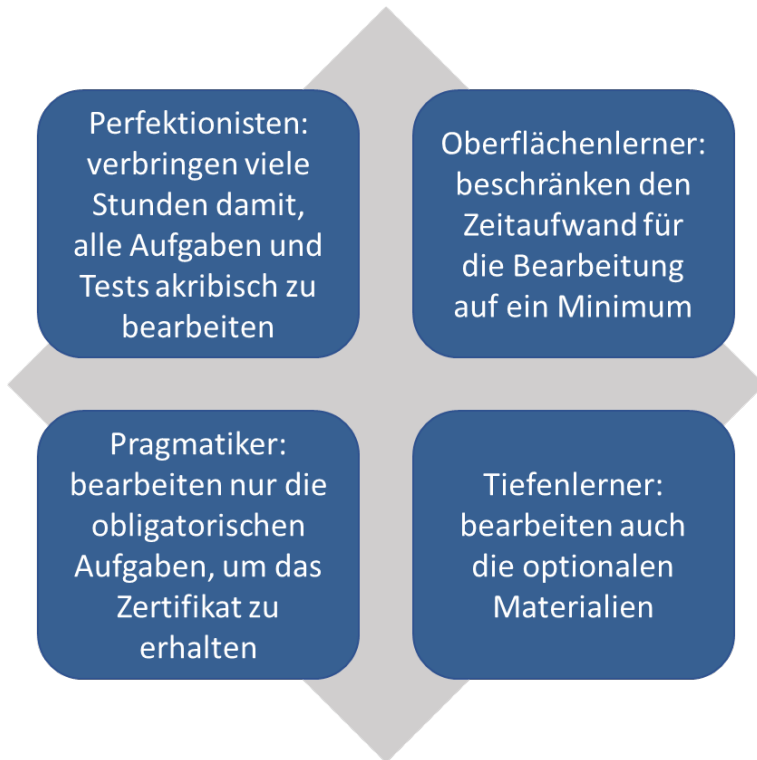 Perfektionisten:
verbringen viele
Stunden damit,
alle Aufgaben und
Tests akribisch zu
bearbeiten
Oberflächenlerner:
beschränken den
Zeitaufwand für
die Bearbeitung
auf ein Minimum
Pragmatiker:
bearbeiten nur die
obligatorischen
Aufgaben, um das
Zertifikat zu
erhalten
Tiefenlerner:
bearbeiten auch
die optionalen
Materialien